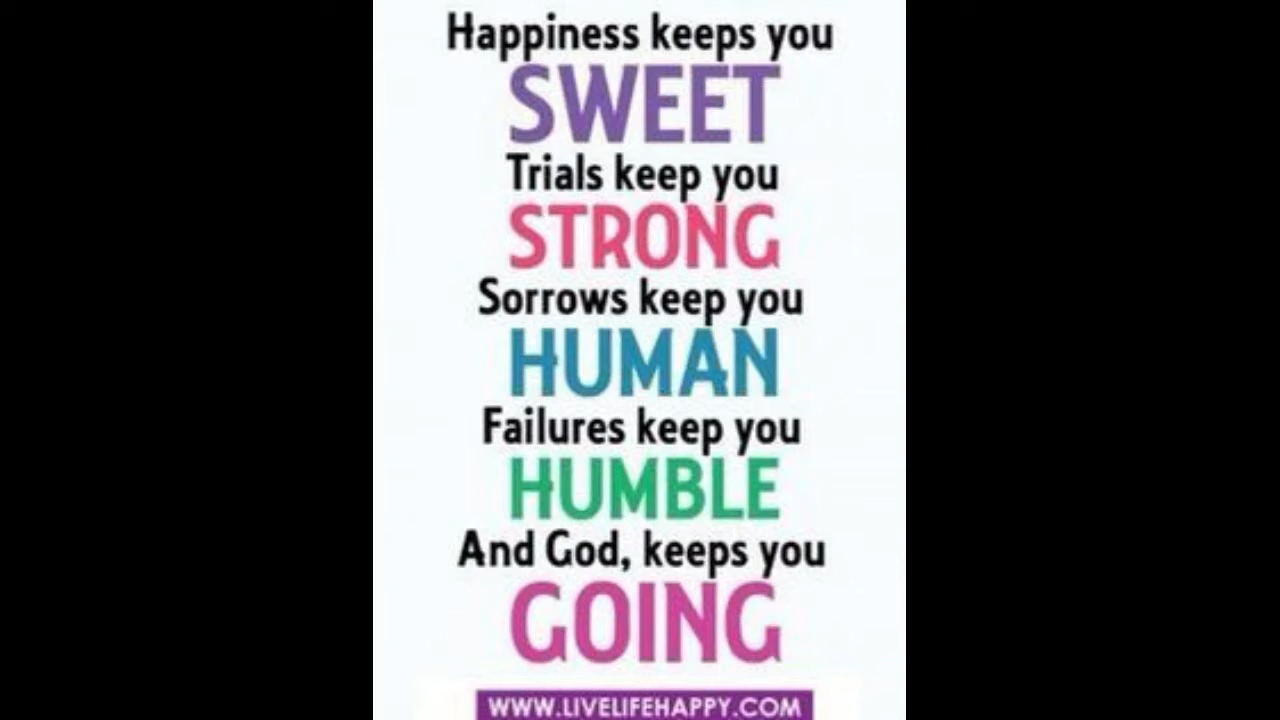 Happiness keeps you
SWEET
Trials keep you
STRONG
Sorrows keep you
HUMAN
Failures keep you
HUMBLE
And God, keeps you
GOING
WWW.LIVELIFEHAPPY.COM